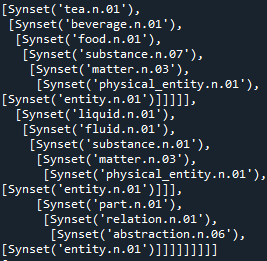 [Synset('tea.n.01'),
[Synset('beverage.n.01'),
[Synset('food.n.01'),
[Synset('substance.n.07'),
[Synset('matter.n.03'),
[Synset('physical_entity.n.01'),
[Synset('entity.n.01')]]]]],
[Synset('liquid.n.01'),
[Synset('fluid.n.01'),
[Synset('substance.n.01'),
[Synset('matter.n.03'),
[Synset('physical_entity.n.01'),
[Synset('entity.n.01')]]],
[Synset('part.n.01'),
[Synset('relation.n.01'),
[Synset('abstraction.n.06'),
[Synset('entity.n.01')]]]]]]]]]